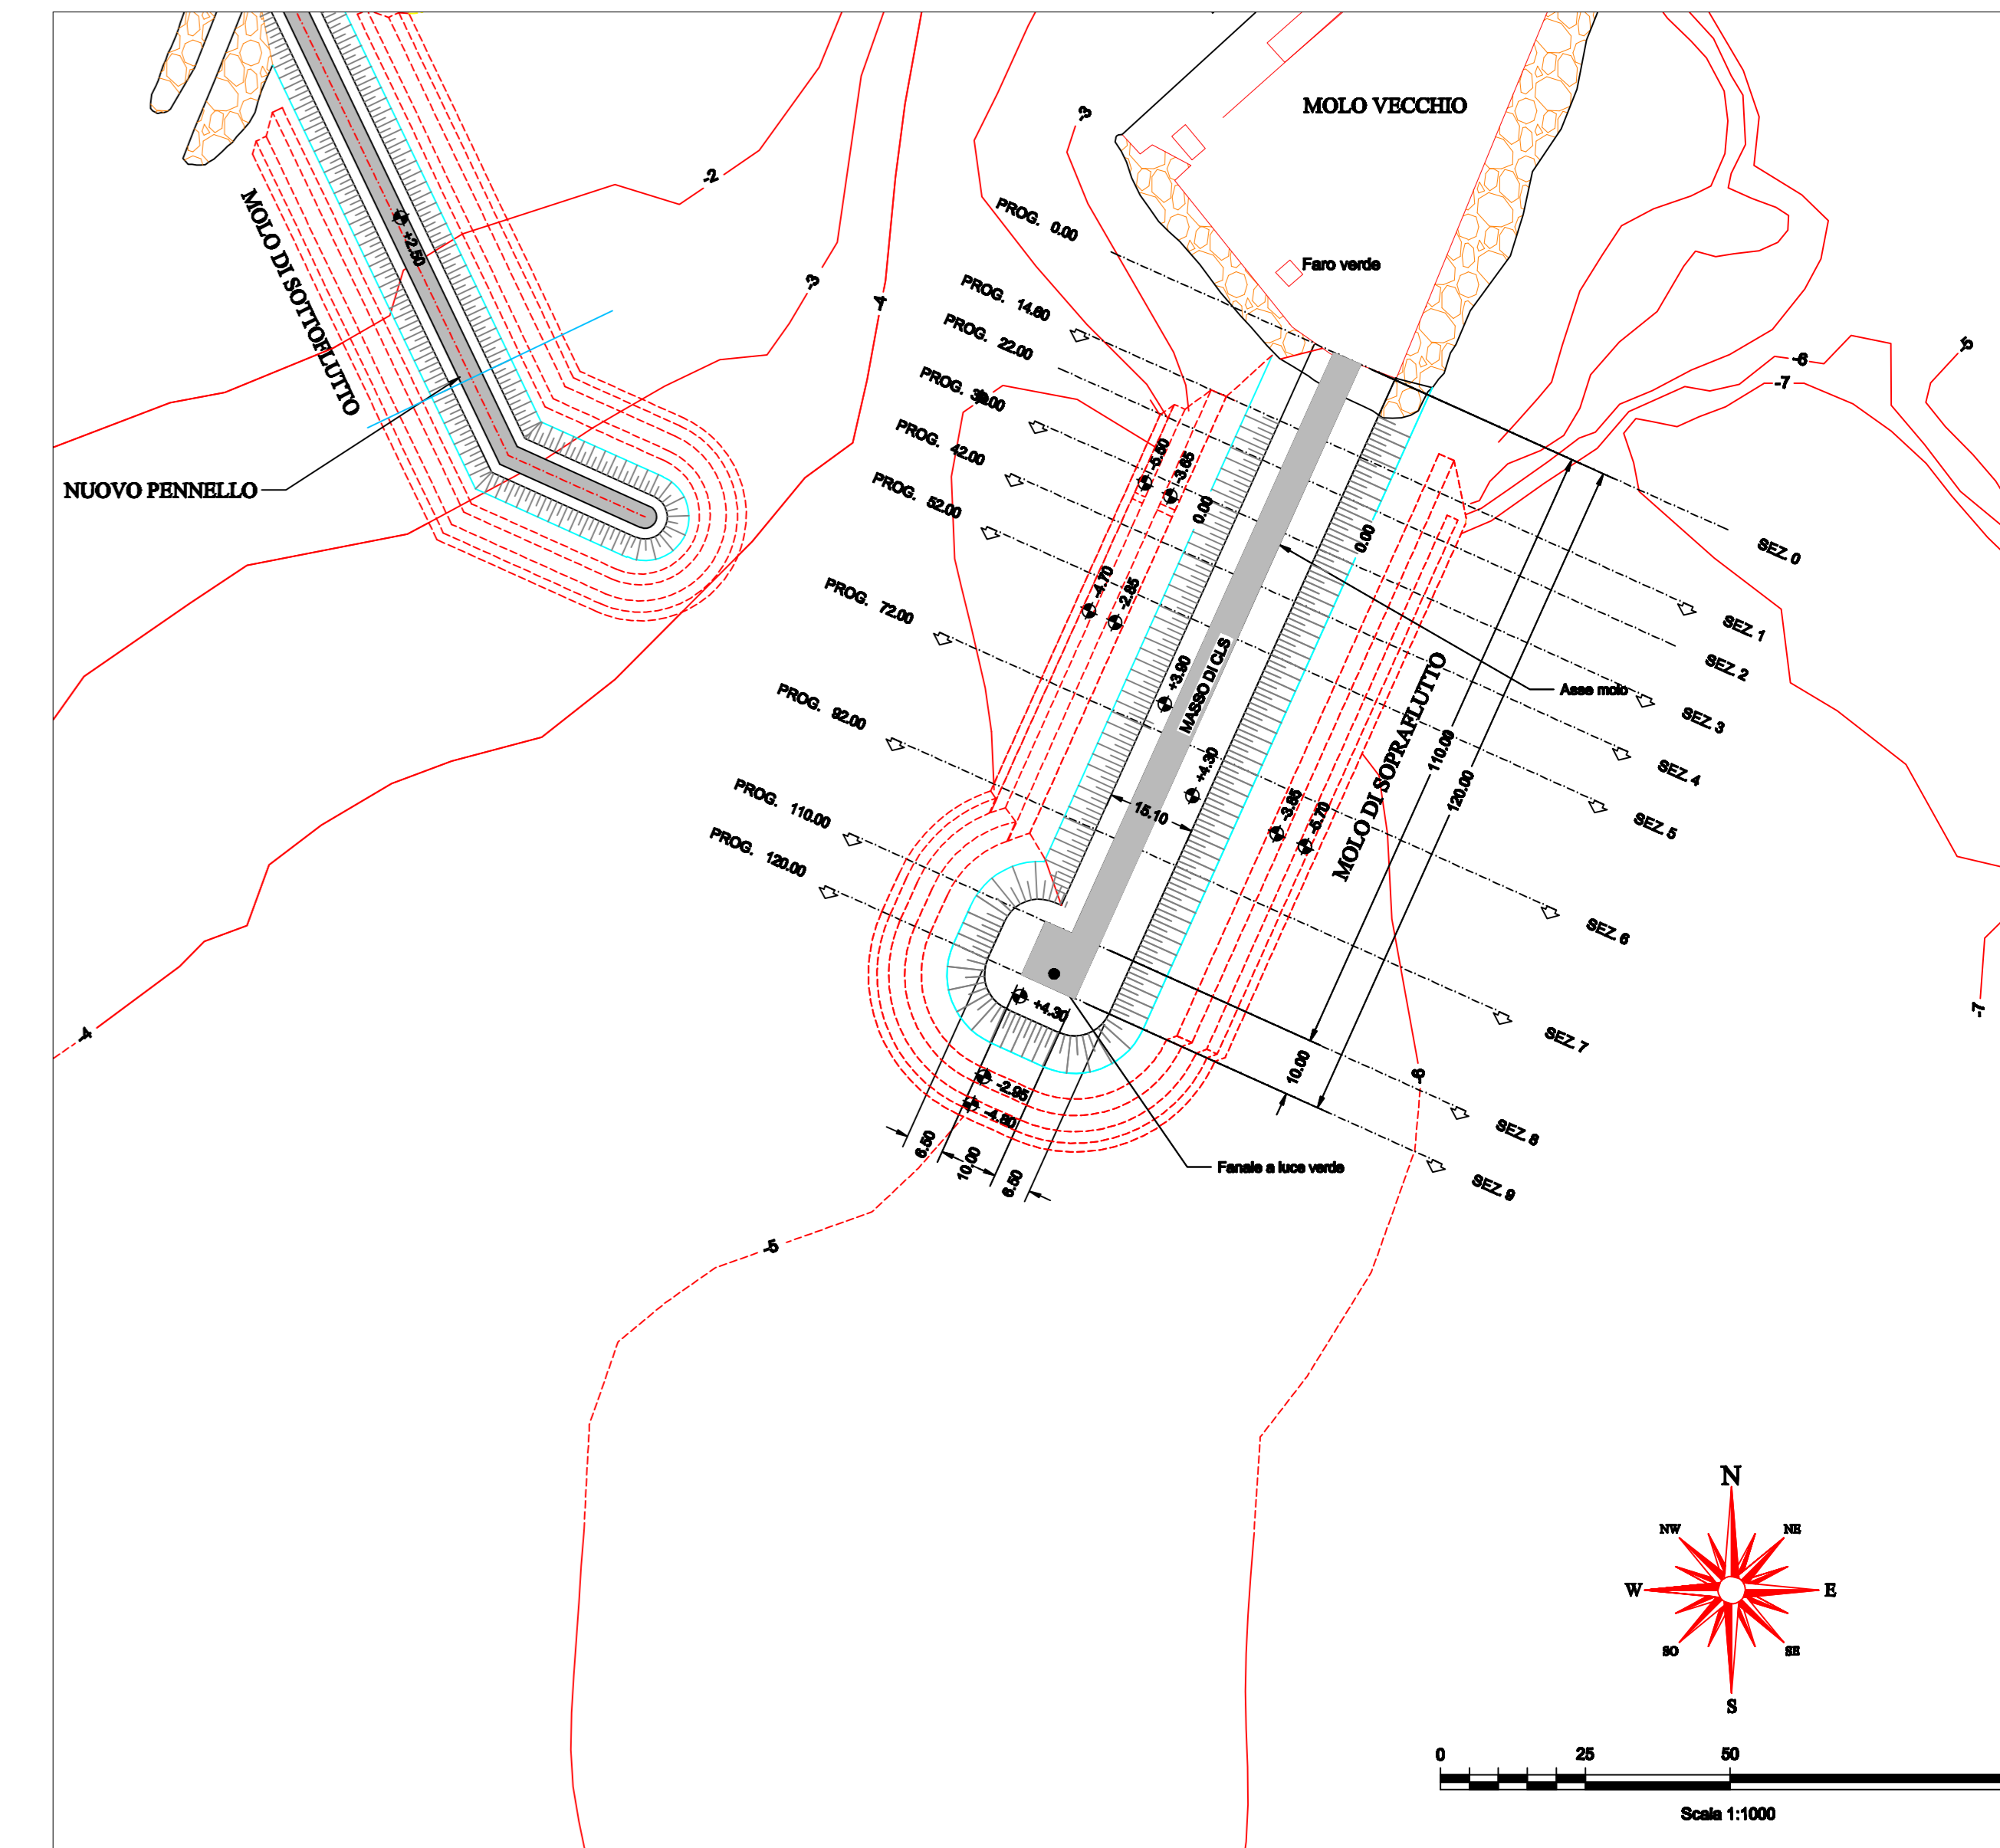 MOLO VECCHIO
-3
-2
PROG. 0.00
+2.50
MOLO DI SOTTOFLUTTO
Faro verde
-3
-4
PROG. 14.80
PROG. 22.00
-5
-6
-7
PROG.
PROG. 42.00
PROG. 52.00
-5.60
-3.65
0.00
0.00
NUOVO PENNELLO
SEZ. 0
SEZ. 1
SEZ. 2
SEZ. 3
SEZ. 4
SEZ. 5
SEZ. 6
SEZ. 7
SEZ. 8
SEZ. 9
-4.70
-2.85
PROG. 72.00
+3.90
MASSO DI CLS
Asse molo
MOLO DI SOPRAFLUTTO
110.00
120.00
PROG. 92.00
+4.30
15.10
-3.85
-5.70
PROG. 110.00
PROG. 120.00
+4.30
-4
-7
10.00
-6
-2.95
-4.80
6.50
10.00
6.50
Fanale a luce verde
-5
N
NW
NE
W
E
SO
SE
S
0
25
50
Scala 1:1000